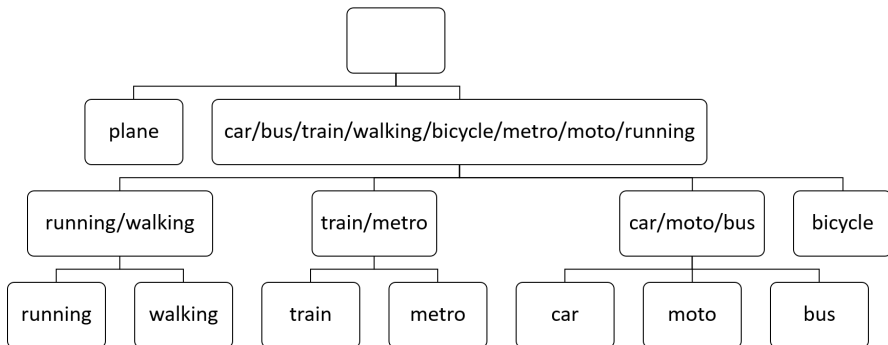 plane
car/bus/train/walking/bicycle/metro/moto/running
running/walking
train/metro
car/moto/bus
bicycle
running
walking
train
metro
car
moto
bus